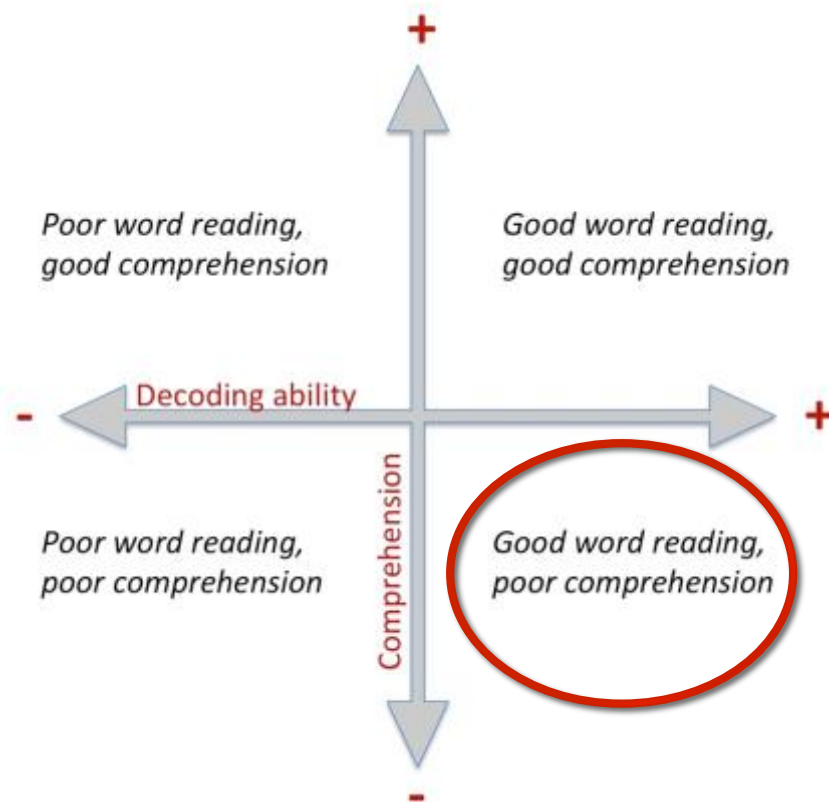 +
Poor word reading,
good comprehension
Good word reading,
good comprehension
- Decoding ability +
Comprehension
Poor word reading,
poor comprehension
Good word reading,
poor comprehension
-